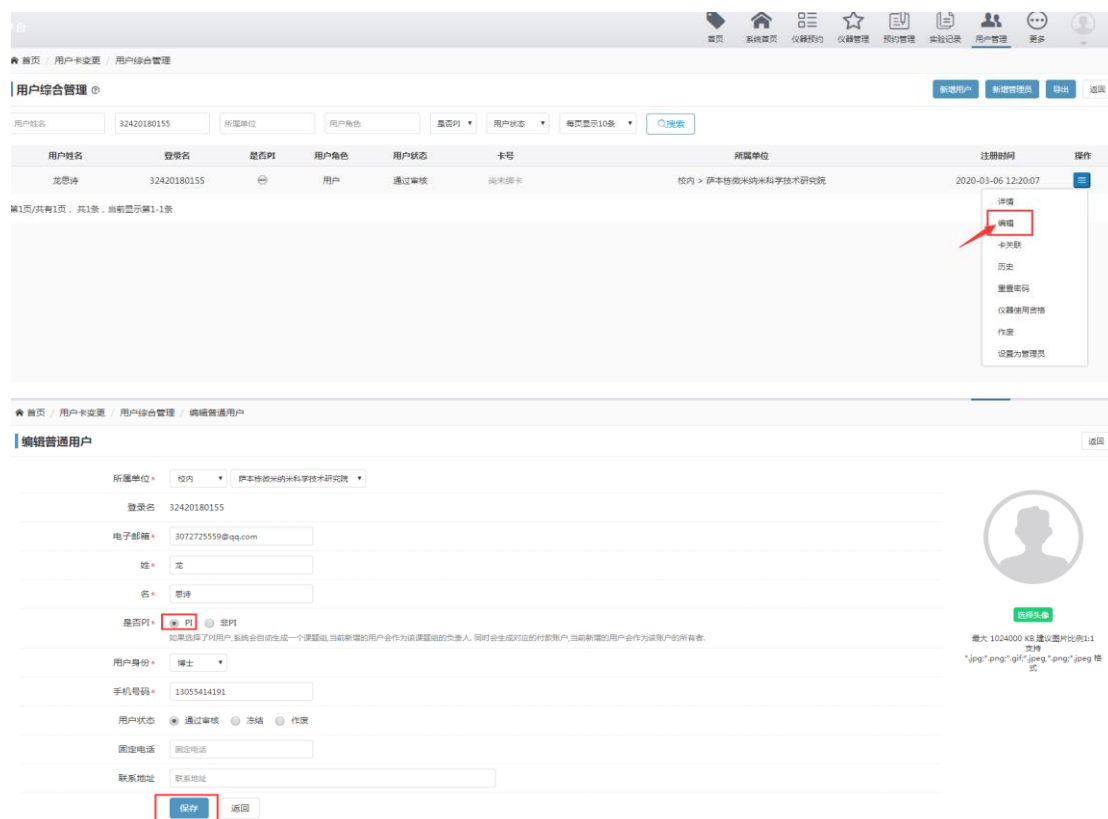 首页 系统首页 仪器预约 仪器管理 预约管理 实验记录 用户管理 更多
首页 / 用户卡变更 / 用户综合管理
用户综合管理
新增用户 新增管理员 导出 返回
用户姓名 32420180155 所属单位 用户角色 是否PI 用户状态 每页显示10条 搜索
用户姓名 登录名 是否PI 用户角色 用户状态 卡号 所属单位 注册时间 操作
龙思诗 32420180155 用户 通过审核 尚未绑卡 校内 > 萨本栋微米纳米科学技术研究院 2020-03-06 12:20:07
第1页/共有1页，共1条，当前显示第1-1条
详情
编辑
卡关联
历史
重置密码
仪器使用资格
作废
设置为管理员
首页 / 用户卡变更 / 用户综合管理 / 编辑普通用户
编辑普通用户
返回
所属单位* 校内 萨本栋微米纳米科学技术研究院
登录名 32420180155
电子邮箱* 3072725559@qq.com
姓* 龙
名* 思诗
是否PI* PI 非PI
如果选择了PI用户,系统会自动生成一个课题组,当前新增的用户会作为该课题组的负责人,同时会生成对应的付款账户,当前新增的用户会作为该账户的所有者.
用户身份* 博士
手机号码* 13055414191
用户状态 通过审核 冻结 作废
固定电话 固定电话
联系地址 联系地址
保存 返回
选择头像
最大 1024000 KB,建议图片比例1:1
支持
*.jpg;*.png;*.gif;*.jpeg,*.png;*.jpeg 格
式